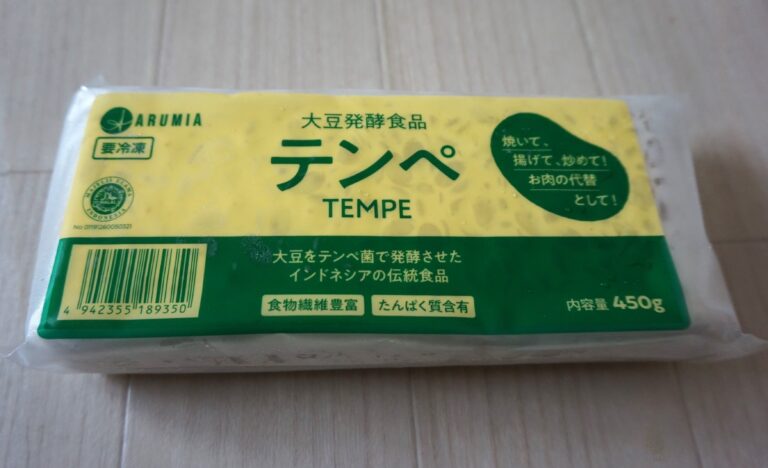 ARUMIA
要冷凍
MAJELIS ULAMA
INDONESIA
大豆発酵食品
テンペ
TEMPE
焼いて、
揚げて、炒めて!
お肉の代替
として!
大豆をテンペ菌で発酵させた
インドネシアの伝統食品
食物繊維豊富
たんぱく質含有
内容量 450g
4 942355 189350